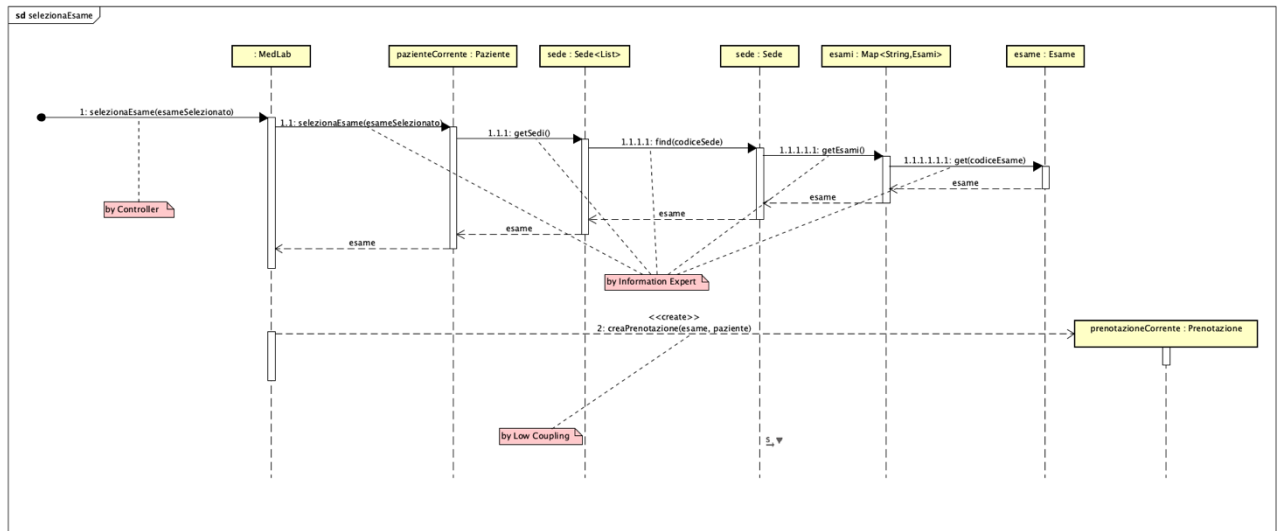 sd selezionaEsame
: MedLab
pazienteCorrente : Paziente
sede : Sede<List>
sede : Sede
esami : Map<String,Esami>
esame : Esame
1: selezionaEsame(esameSelezionato)
1.1: selezionaEsame(esameSelezionato)
1.1.1: getSedi()
1.1.1.1: find(codiceSede)
1.1.1.1.1: getEsami()
1.1.1.1.1.1: get(codiceEsame)
esame
esame
esame
esame
esame
by Controller
by Information Expert
<<create>>
2: creaPrenotazione(esame, paziente)
prenotazioneCorrente : Prenotazione
by Low Coupling
s